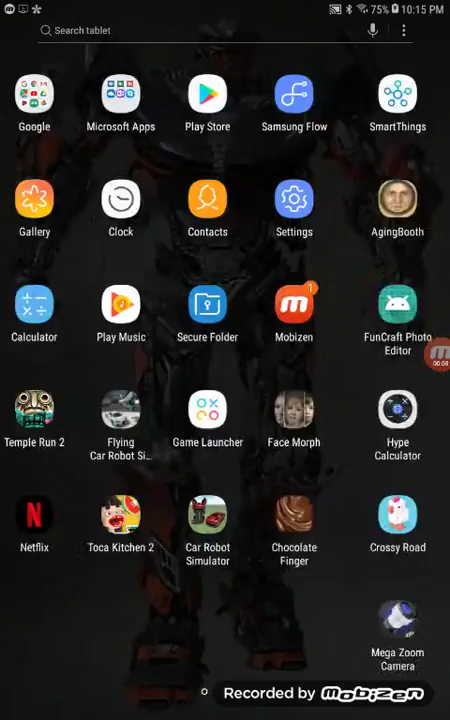 75% 10:15 PM
Search tablet
Google
Microsoft Apps
Play Store
Samsung Flow
SmartThings
Gallery
Clock
Contacts
Settings
AgingBooth
1
Calculator
Play Music
Secure Folder
Mobizen
FunCraft Photo
Editor
00:08
Temple Run 2
Flying
Car Robot Si...
Game Launcher
Face Morph
Hype
Calculator
Netflix
Toca Kitchen 2
Car Robot
Simulator
Chocolate
Finger
Crossy Road
Mega Zoom
Camera
Recorded by Mobizen